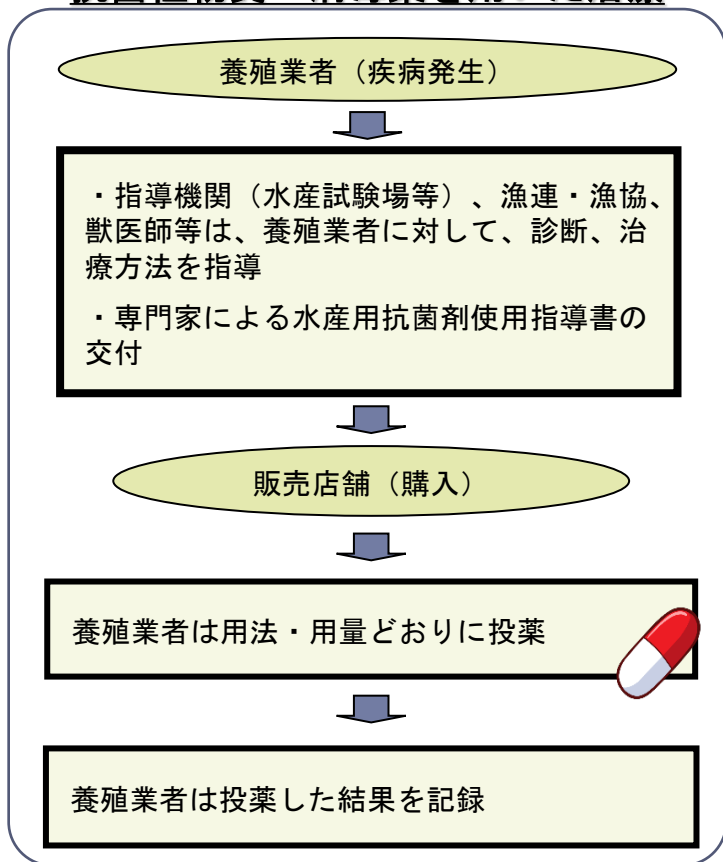 養殖業者（疾病発生）
・指導機関（水産試験場等）、漁連・漁協、
獣医師等は、養殖業者に対して、診断、治
療方法を指導
・専門家による水産用抗菌剤使用指導書の
交付
販売店舗（購入）
養殖業者は用法・用量どおりに投薬
養殖業者は投薬した結果を記録